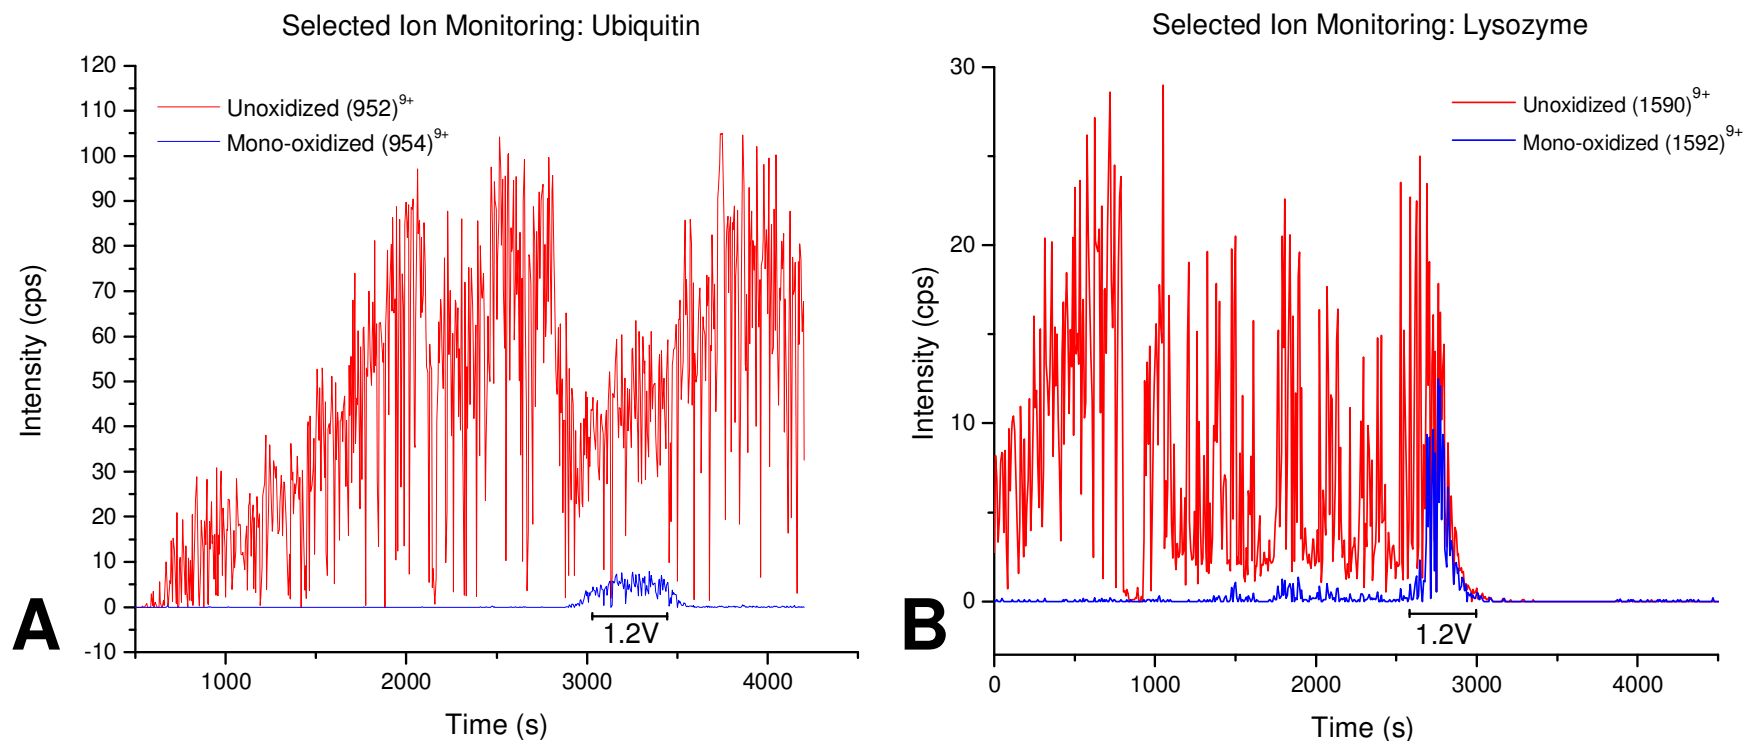 Selected Ion Monitoring: Ubiquitin
120
110
100
90
80
70
60
50
40
30
20
10
0
-10
Intensity (cps)
Unoxidized (952)9+
Mono-oxidized (954)9+
1.2V
1000
2000
3000
4000
Time (s)
A
Selected Ion Monitoring: Lysozyme
30
20
10
0
Intensity (cps)
Unoxidized (1590)9+
Mono-oxidized (1592)9+
1.2V
0
1000
2000
3000
4000
Time (s)
B